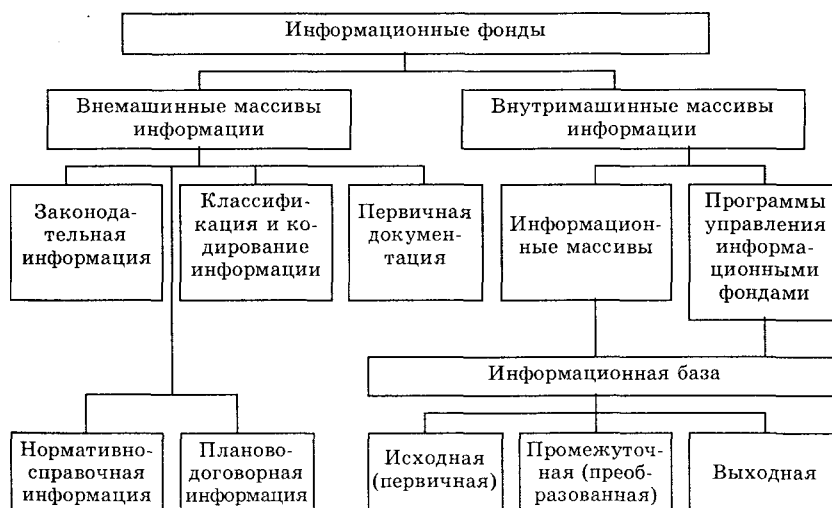 Информационные фонды
Внемашинные массивы
информации
Внутримашинные массивы
информации
Законода-
тельная
информация
Классифи-
кация и ко-
дирование
информации
Первичная
докумен-
тация
Информацион-
ные массивы
Программы
управления
информа-
ционными
фондами
Информационная база
Нормативно-
справочная
информация
Планово-
договорная
информация
Исходная
(первичная)
Промежуточ-
ная (преоб-
разованная)
Выходная